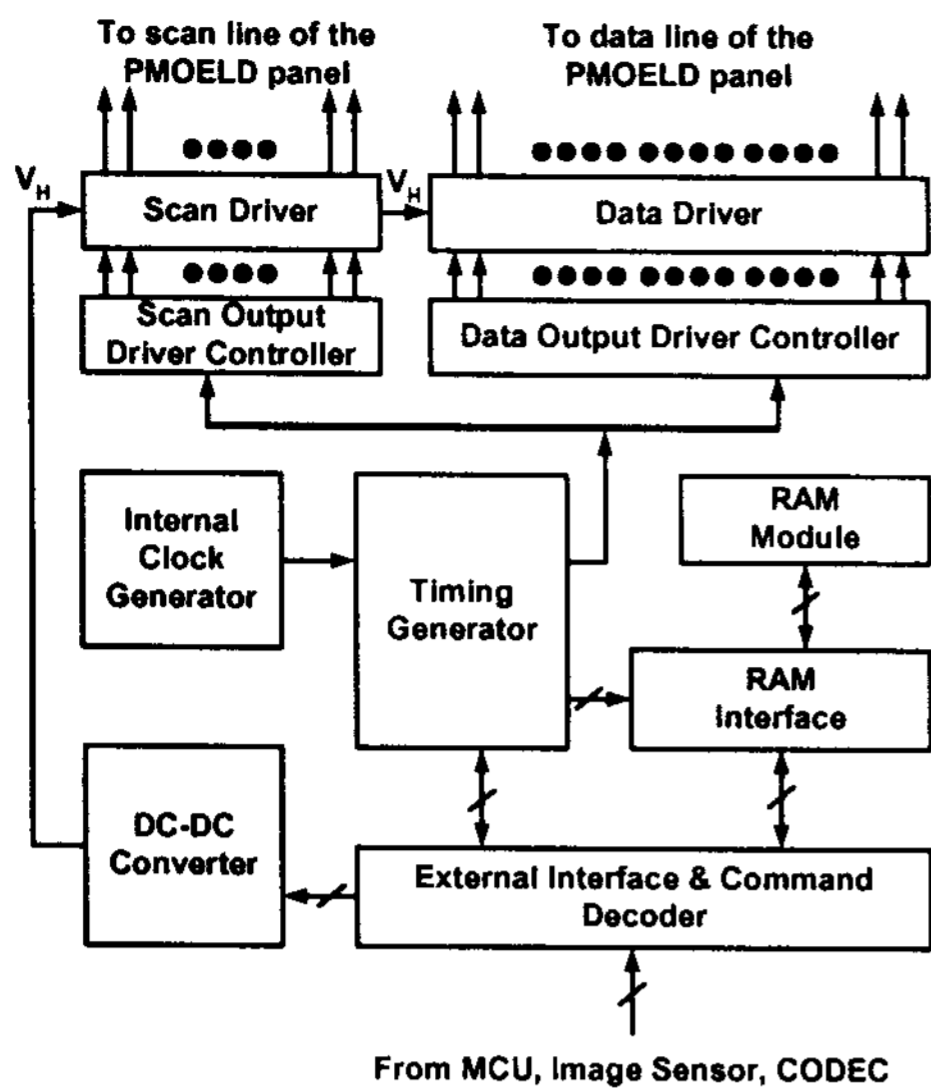 To scan line of the
PMOELD panel
To data line of the
PMOELD panel
VH
Scan Driver
VH
Data Driver
Scan Output
Driver Controller
Data Output Driver Controller
Internal
Clock
Generator
Timing
Generator
RAM
Module
RAM
Interface
DC-DC
Converter
External Interface & Command
Decoder
From MCU, Image Sensor, CODEC